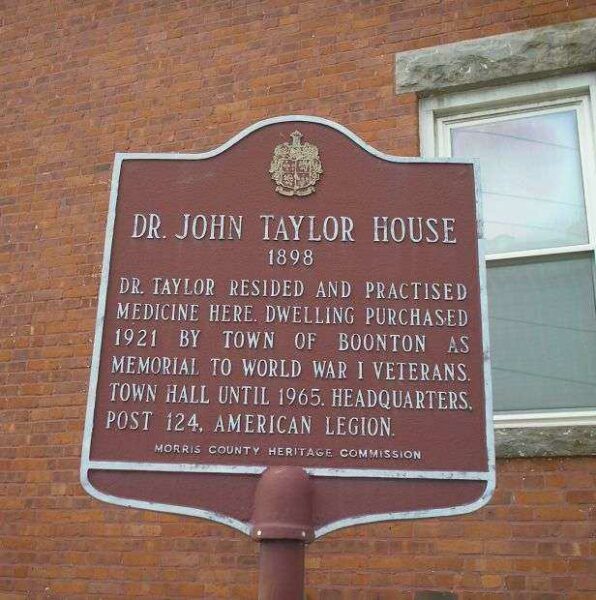 DR. JOHN TAYLOR HOUSE
1898
DR. TAYLOR RESIDED AND PRACTISED
MEDICINE HERE. DWELLING PURCHASED
1921 BY TOWN OF BOONTON AS
MEMORIAL TO WORLD WAR I VETERANS.
TOWN HALL UNTIL 1965. HEADQUARTERS,
POST 124, AMERICAN LEGION.
MORRIS COUNTY HERITAGE COMMISSION